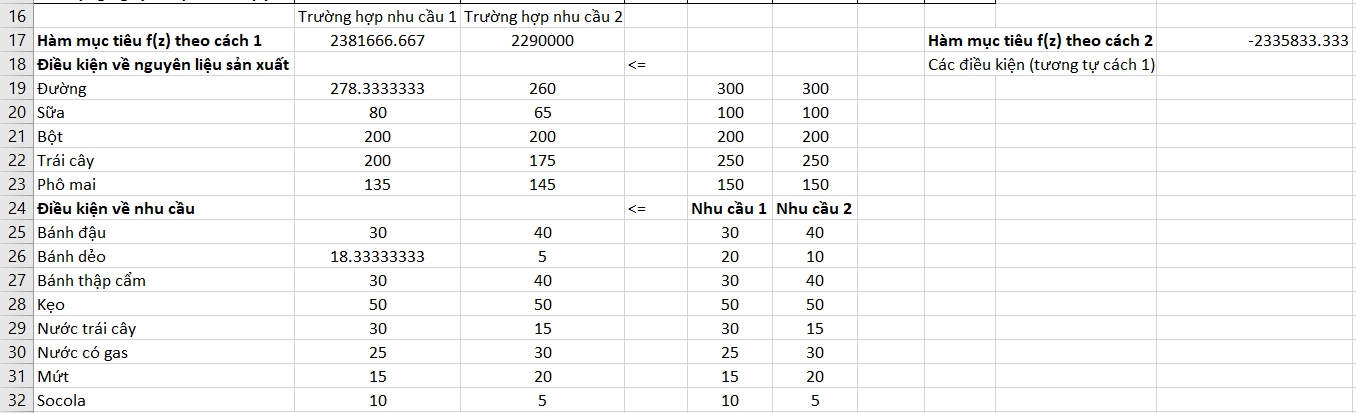 16 Trường hợp nhu cầu 1 Trường hợp nhu cầu 2
17 Hàm mục tiêu f(z) theo cách 1 2381666.667 2290000 Hàm mục tiêu f(z) theo cách 2 -2335833.333
18 Điều kiện về nguyên liệu sản xuất <= Các điều kiện (tương tự cách 1)
19 Đường 278.3333333 260 300 300
20 Sữa 80 65 100 100
21 Bột 200 200 200 200
22 Trái cây 200 175 250 250
23 Phô mai 135 145 150 150
24 Điều kiện về nhu cầu <= Nhu cầu 1 Nhu cầu 2
25 Bánh đậu 30 40 30 40
26 Bánh dẻo 18.33333333 5 20 10
27 Bánh thập cẩm 30 40 30 40
28 Kẹo 50 50 50 50
29 Nước trái cây 30 15 30 15
30 Nước có gas 25 30 25 30
31 Mứt 15 20 15 20
32 Socola 10 5 10 5